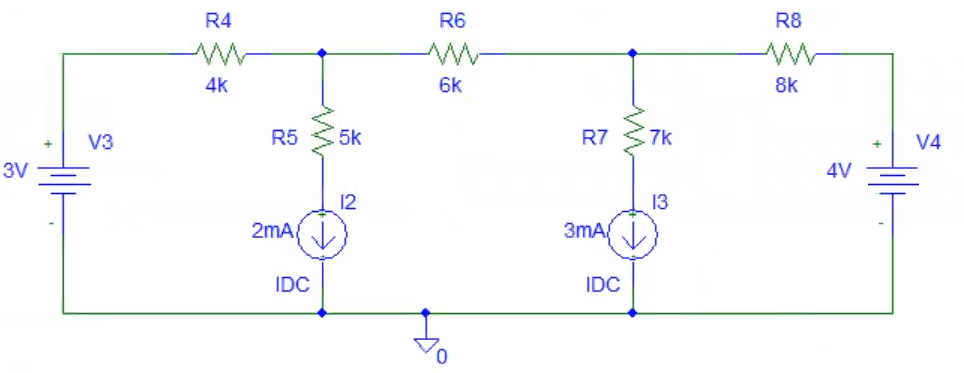 R4
R6
R8
4k
6k
8k
+
V3
R5
5k
R7
7k
+
V4
3V
4V
I2
I3
-
+
2mA
+
3mA
-
IDC
IDC
0